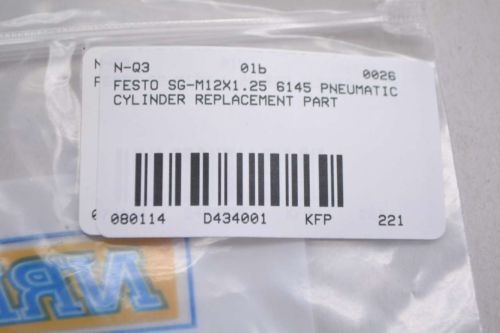 N-Q3 01b 0026
FESTO SG-M12X1.25 6145 PNEUMATIC
CYLINDER REPLACEMENT PART
080114 D434001 KFP 221